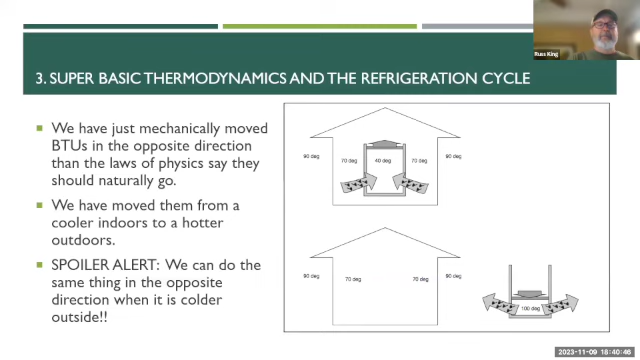 Russ King
3. SUPER BASIC THERMODYNAMICS AND THE REFRIGERATION CYCLE
We have just mechanically moved
BTUs in the opposite direction
than the laws of physics say they
should naturally go.
We have moved them from a
cooler indoors to a hotter
outdoors.
SPOILER ALERT: We can do the
same thing in the opposite
direction when it is colder
outside!!
90 deg 70 deg 40 deg 70 deg 90 deg
90 deg 70 deg 70 deg 90 deg
100 deg
2023-11-09 18:40:46